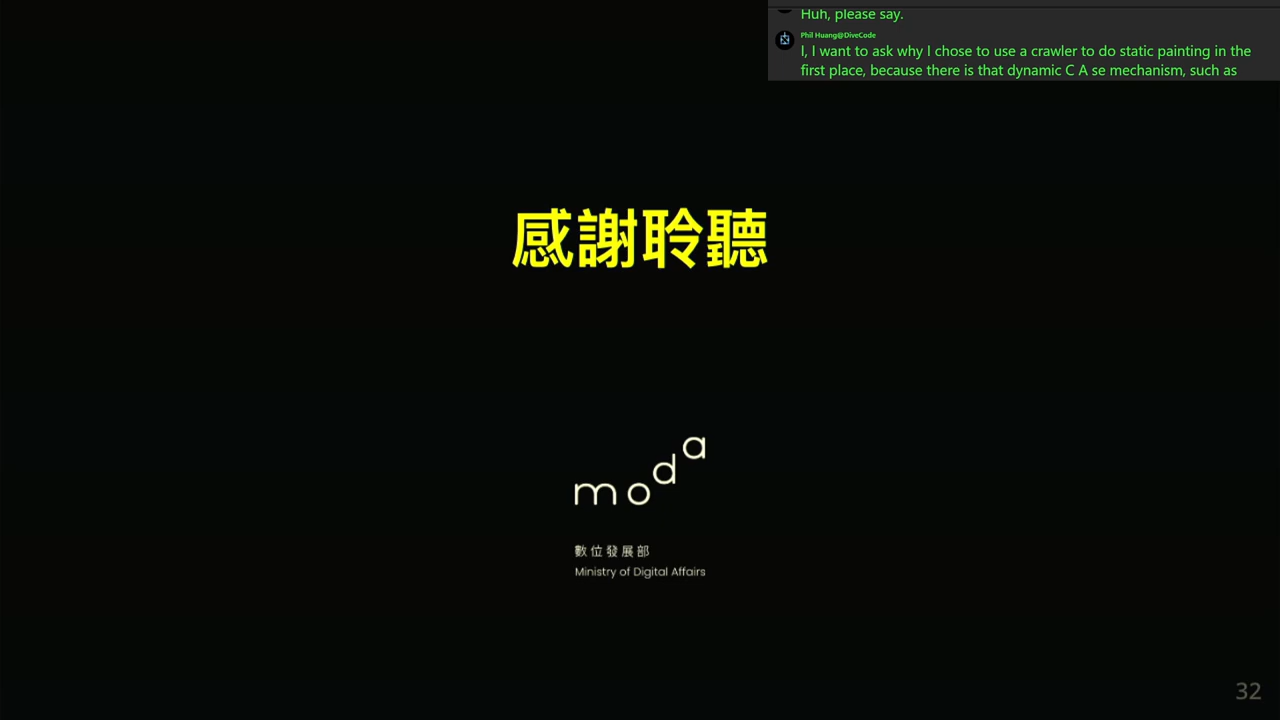 Huh, please say.
Phil Huang@DiveCode
I, I want to ask why I chose to use a crawler to do static painting in the
first place, because there is that dynamic C A se mechanism, such as
感謝聆聽
moda
數位發展部
Ministry of Digital Affairs
32